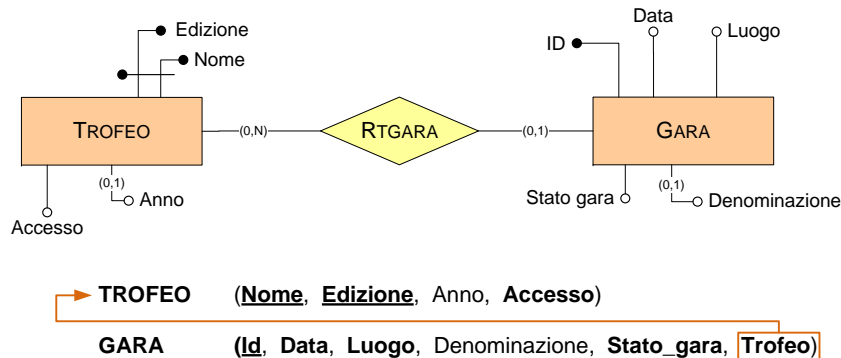 Edizione
Nome
Data
ID
Luogo
TROFEO
(0,N)
RTGARA
(0,1)
GARA
(0,1)
Anno
Accesso
Stato gara
(0,1)
Denominazione
TROFEO (Nome, Edizione, Anno, Accesso)
GARA (Id, Data, Luogo, Denominazione, Stato_gara, Trofeo)